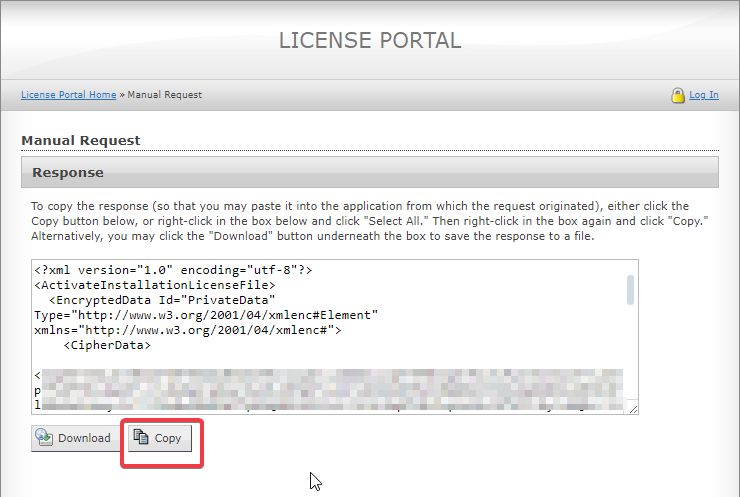 LICENSE PORTAL
License Portal Home » Manual Request
Log In
Manual Request
Response
To copy the response (so that you may paste it into the application from which the request originated), either click the
Copy button below, or right-click in the box below and click "Select All." Then right-click in the box again and click "Copy."
Alternatively, you may click the "Download" button underneath the box to save the response to a file.
<?xml version="1.0" encoding="utf-8"?>
<ActivateInstallationLicenseFile>
<EncryptedData Id="PrivateData"
Type="http://www.w3.org/2001/04/xmlenc#Element"
xmlns="http://www.w3.org/2001/04/xmlenc#">
<CipherData>
<
Download
Copy